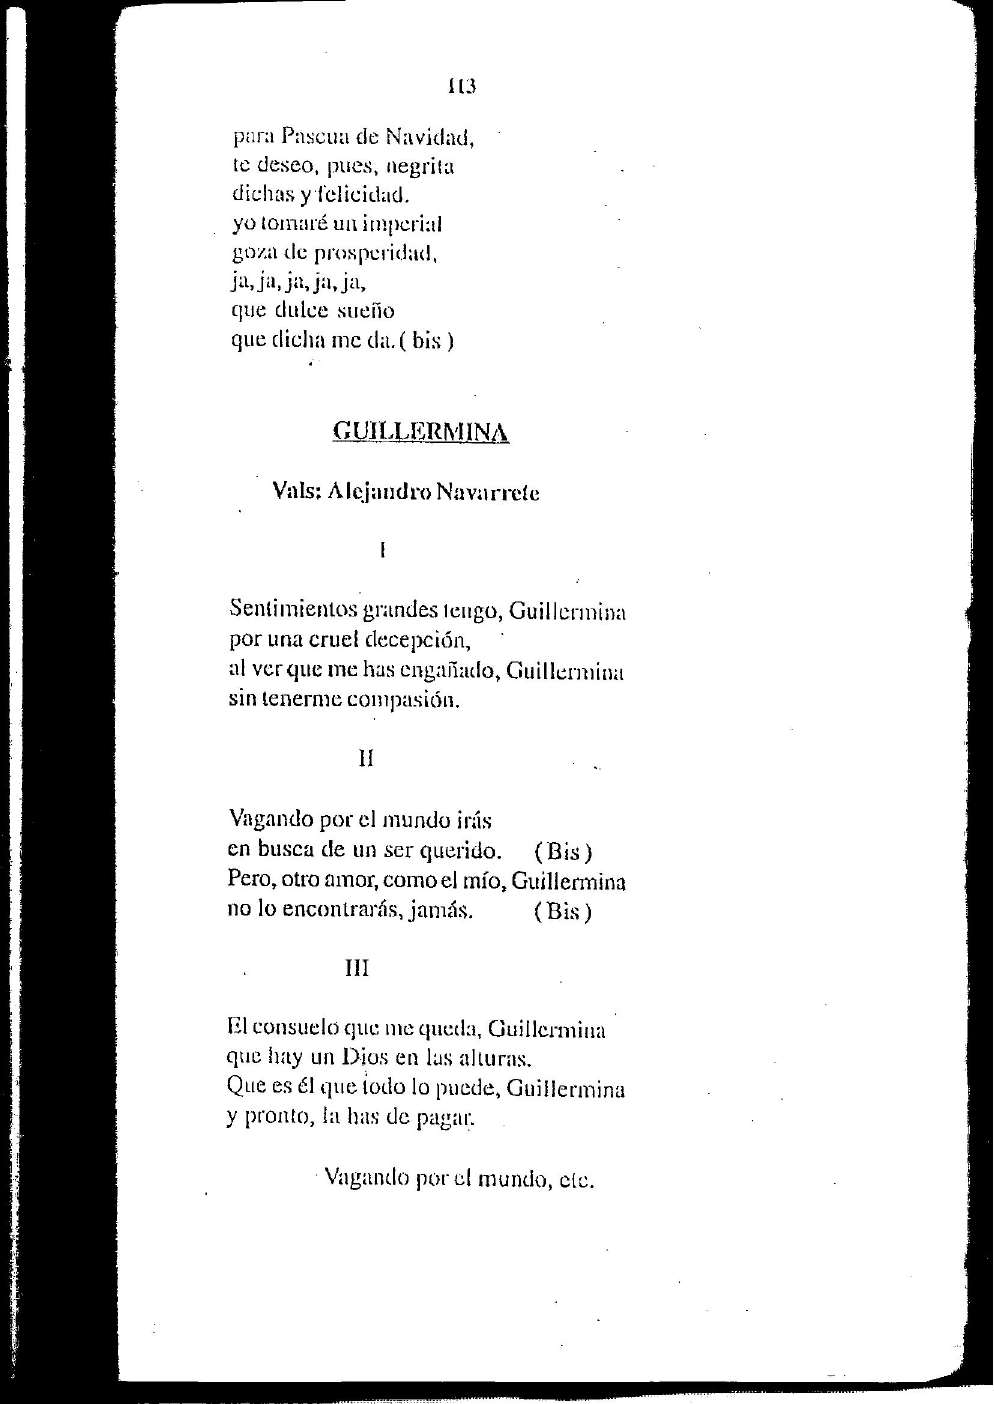 113
para Pascua de Navidad,
te deseo, pues, negrita
dichas y felicidad.
yo tomaré un imperial
goza de prosperidad,
ja, ja, ja, ja, ja,
que dulce sueño
que dicha me da. ( bis )
GUILLERMINA
Vals: Alejandro Navarrete
I
Sentimientos grandes tengo, Guillermina
por una cruel decepción,
al ver que me has engañado, Guillermina
sin tenerme compasión.
II
Vagando por el mundo irás
en busca de un ser querido. (Bis)
Pero, otro amor, como el mío, Guillermina
no lo encontrarás, jamás. (Bis)
III
El consuelo que me queda, Guillermina
que hay un Dios en las alturas.
Que es él que todo lo puede, Guillermina
y pronto, la has de pagar.
Vagando por el mundo, etc.